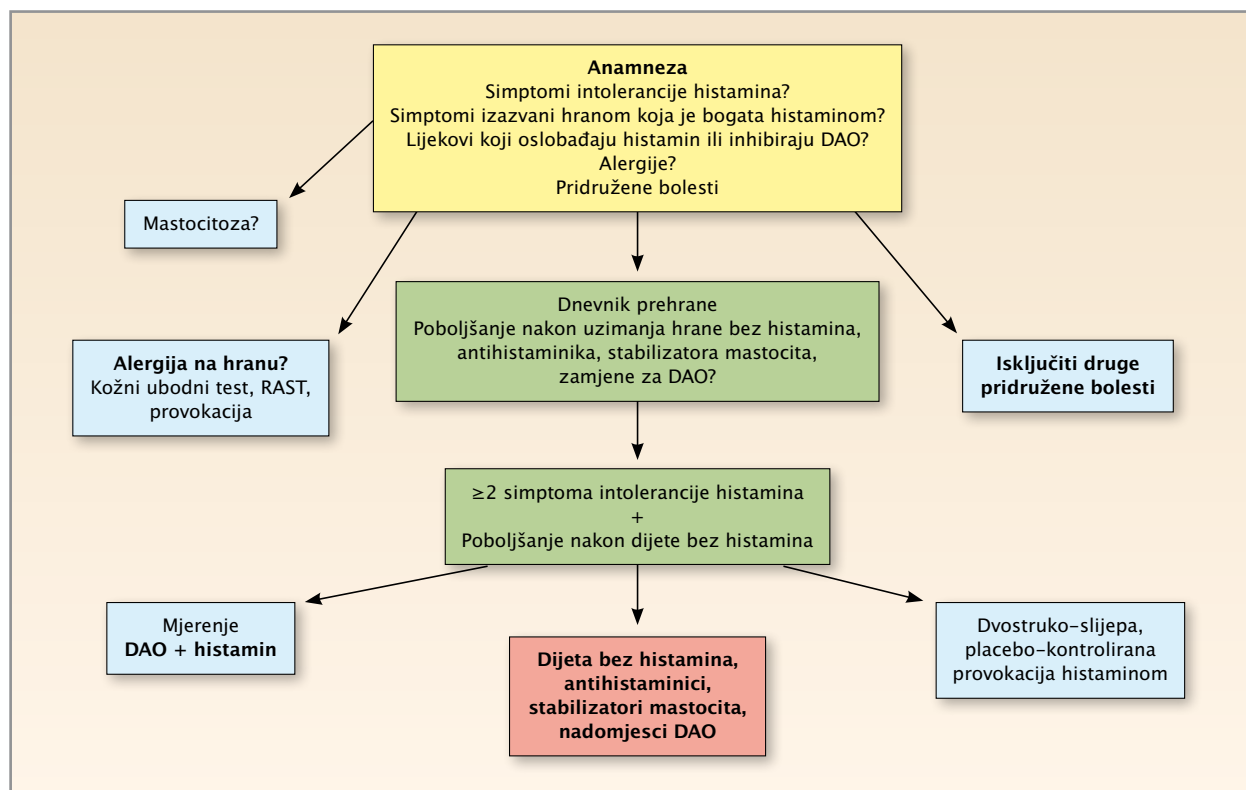 Anamneza
Simptomi intolerancije histamina?
Simptomi izazvani hranom koja je bogata histaminom?
Lijekovi koji oslobađaju histamin ili inhibiraju DAO?
Alergije?
Pridružene bolesti
Mastocitoza?
Alergija na hranu?
Kožni ubodni test, RAST,
provokacija
Dnevnik prehrane
Poboljšanje nakon uzimanja hrane bez histamina,
antihistaminika, stabilizatora mastocita,
zamjene za DAO?
Isključiti druge
pridružene bolesti
≥2 simptoma intolerancije histamina
+
Poboljšanje nakon dijete bez histamina
Mjerenje
DAO + histamin
Dijeta bez histamina,
antihistaminici,
stabilizatori mastocita,
nadomjesci DAO
Dvostruko–slijepa,
placebo–kontrolirana
provokacija histaminom